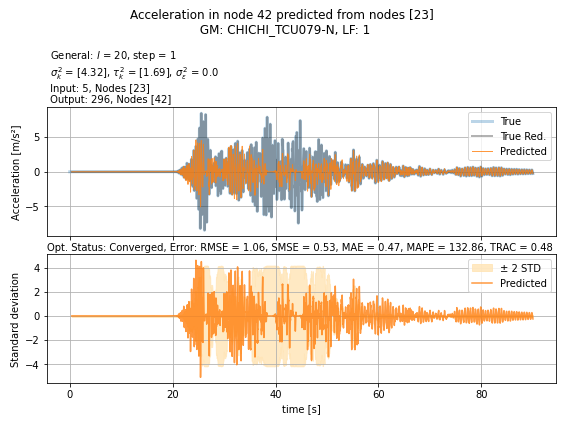 Acceleration in node 42 predicted from nodes [23]
GM: CHICHI_TCU079-N, LF: 1
General: l = 20, step = 1
σ²ₖ = [4.32], τ²ₖ = [1.69], σ²ε = 0.0
Input: 5, Nodes [23]
Output: 296, Nodes [42]
Acceleration [m/s²]
5
0
−5
True
True Red.
Predicted
Opt. Status: Converged, Error: RMSE = 1.06, SMSE = 0.53, MAE = 0.47, MAPE = 132.86, TRAC = 0.48
Standard deviation
4
2
0
−2
−4
± 2 STD
Predicted
0 20 40 60 80
time [s]